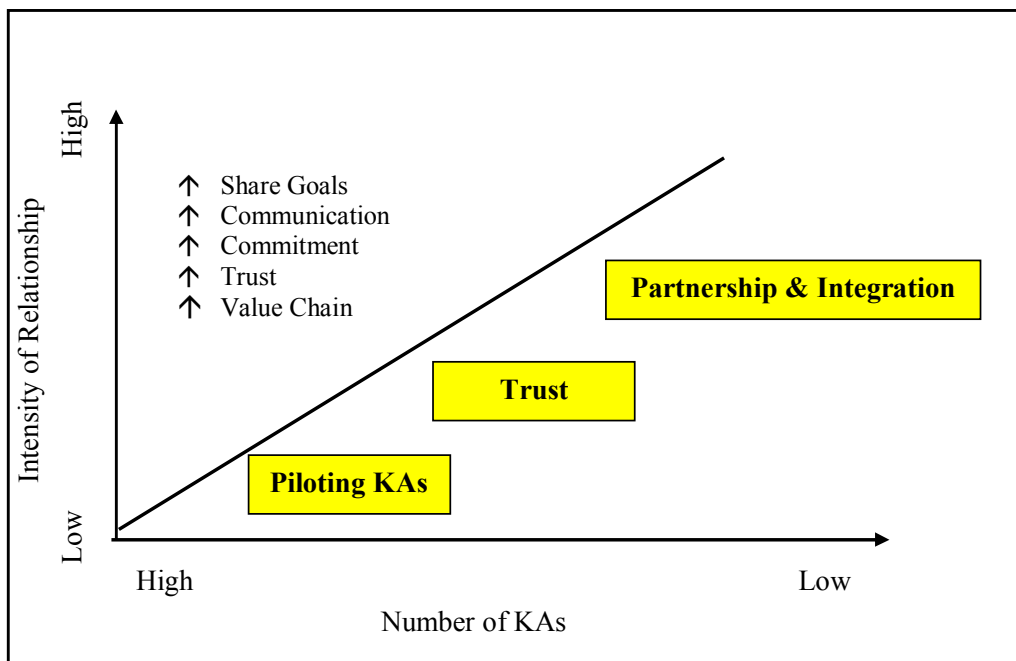 High
↑ Share Goals
↑ Communication
↑ Commitment
↑ Trust
↑ Value Chain
Intensity of Relationship
Partnership & Integration
Trust
Piloting KAs
Low
High
Low
Number of KAs